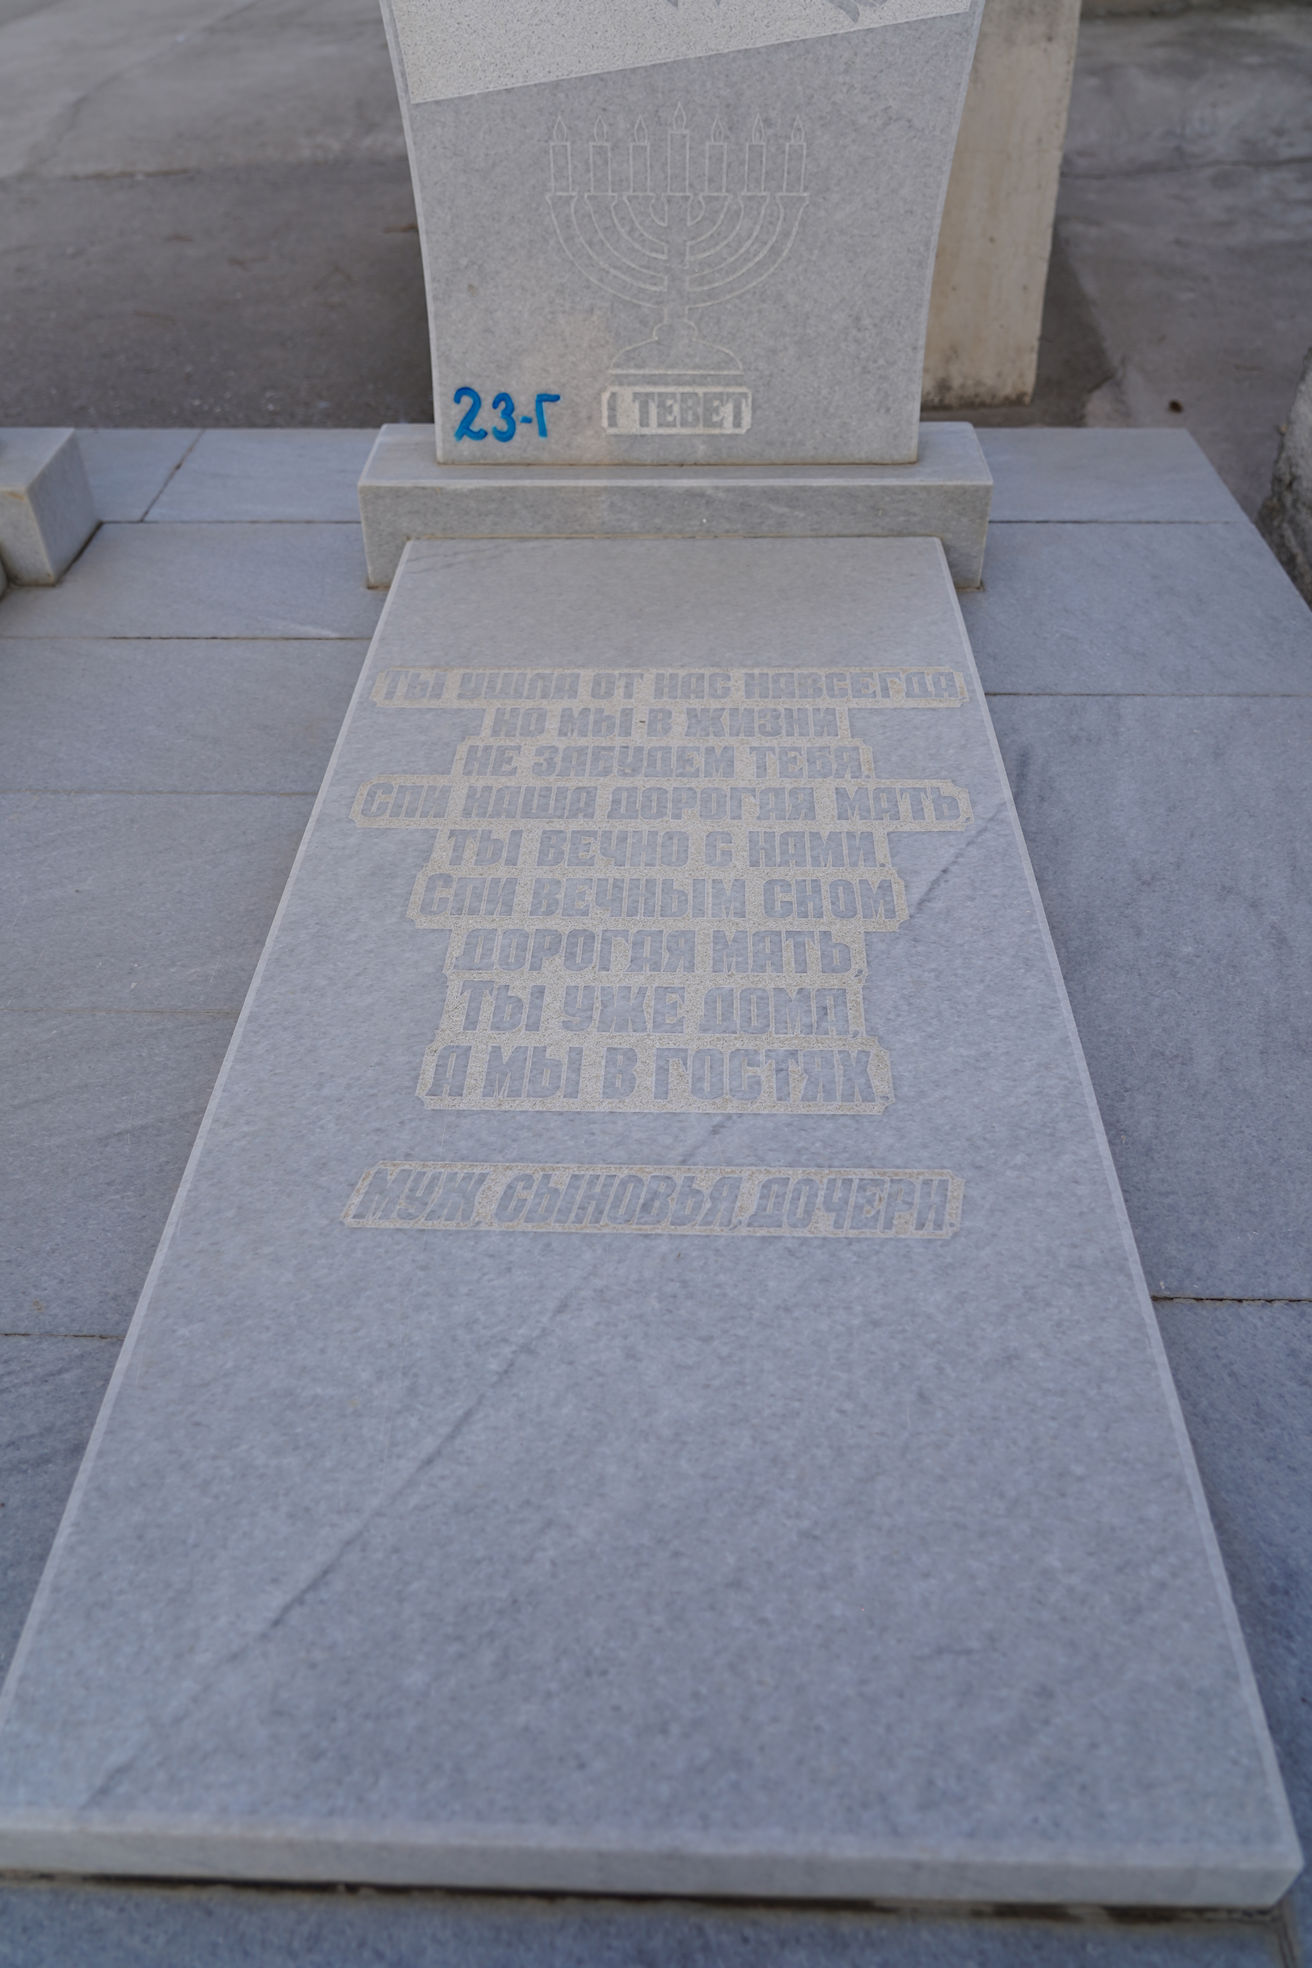 23-Г
1 ТЕВЕТ
ТЫ УШЛА ОТ НАС НАВСЕГДА
НО МЫ В ЖИЗНИ
НЕ ЗАБУДЕМ ТЕБЯ.
СПИ НАША ДОРОГАЯ МАТЬ,
ТЫ ВЕЧНО С НАМИ.
СПИ ВЕЧНЫМ СНОМ
ДОРОГАЯ МАТЬ,
ТЫ УЖЕ ДОМА,
А МЫ В ГОСТЯХ
МУЖ, СЫНОВЬЯ, ДОЧЕРИ.